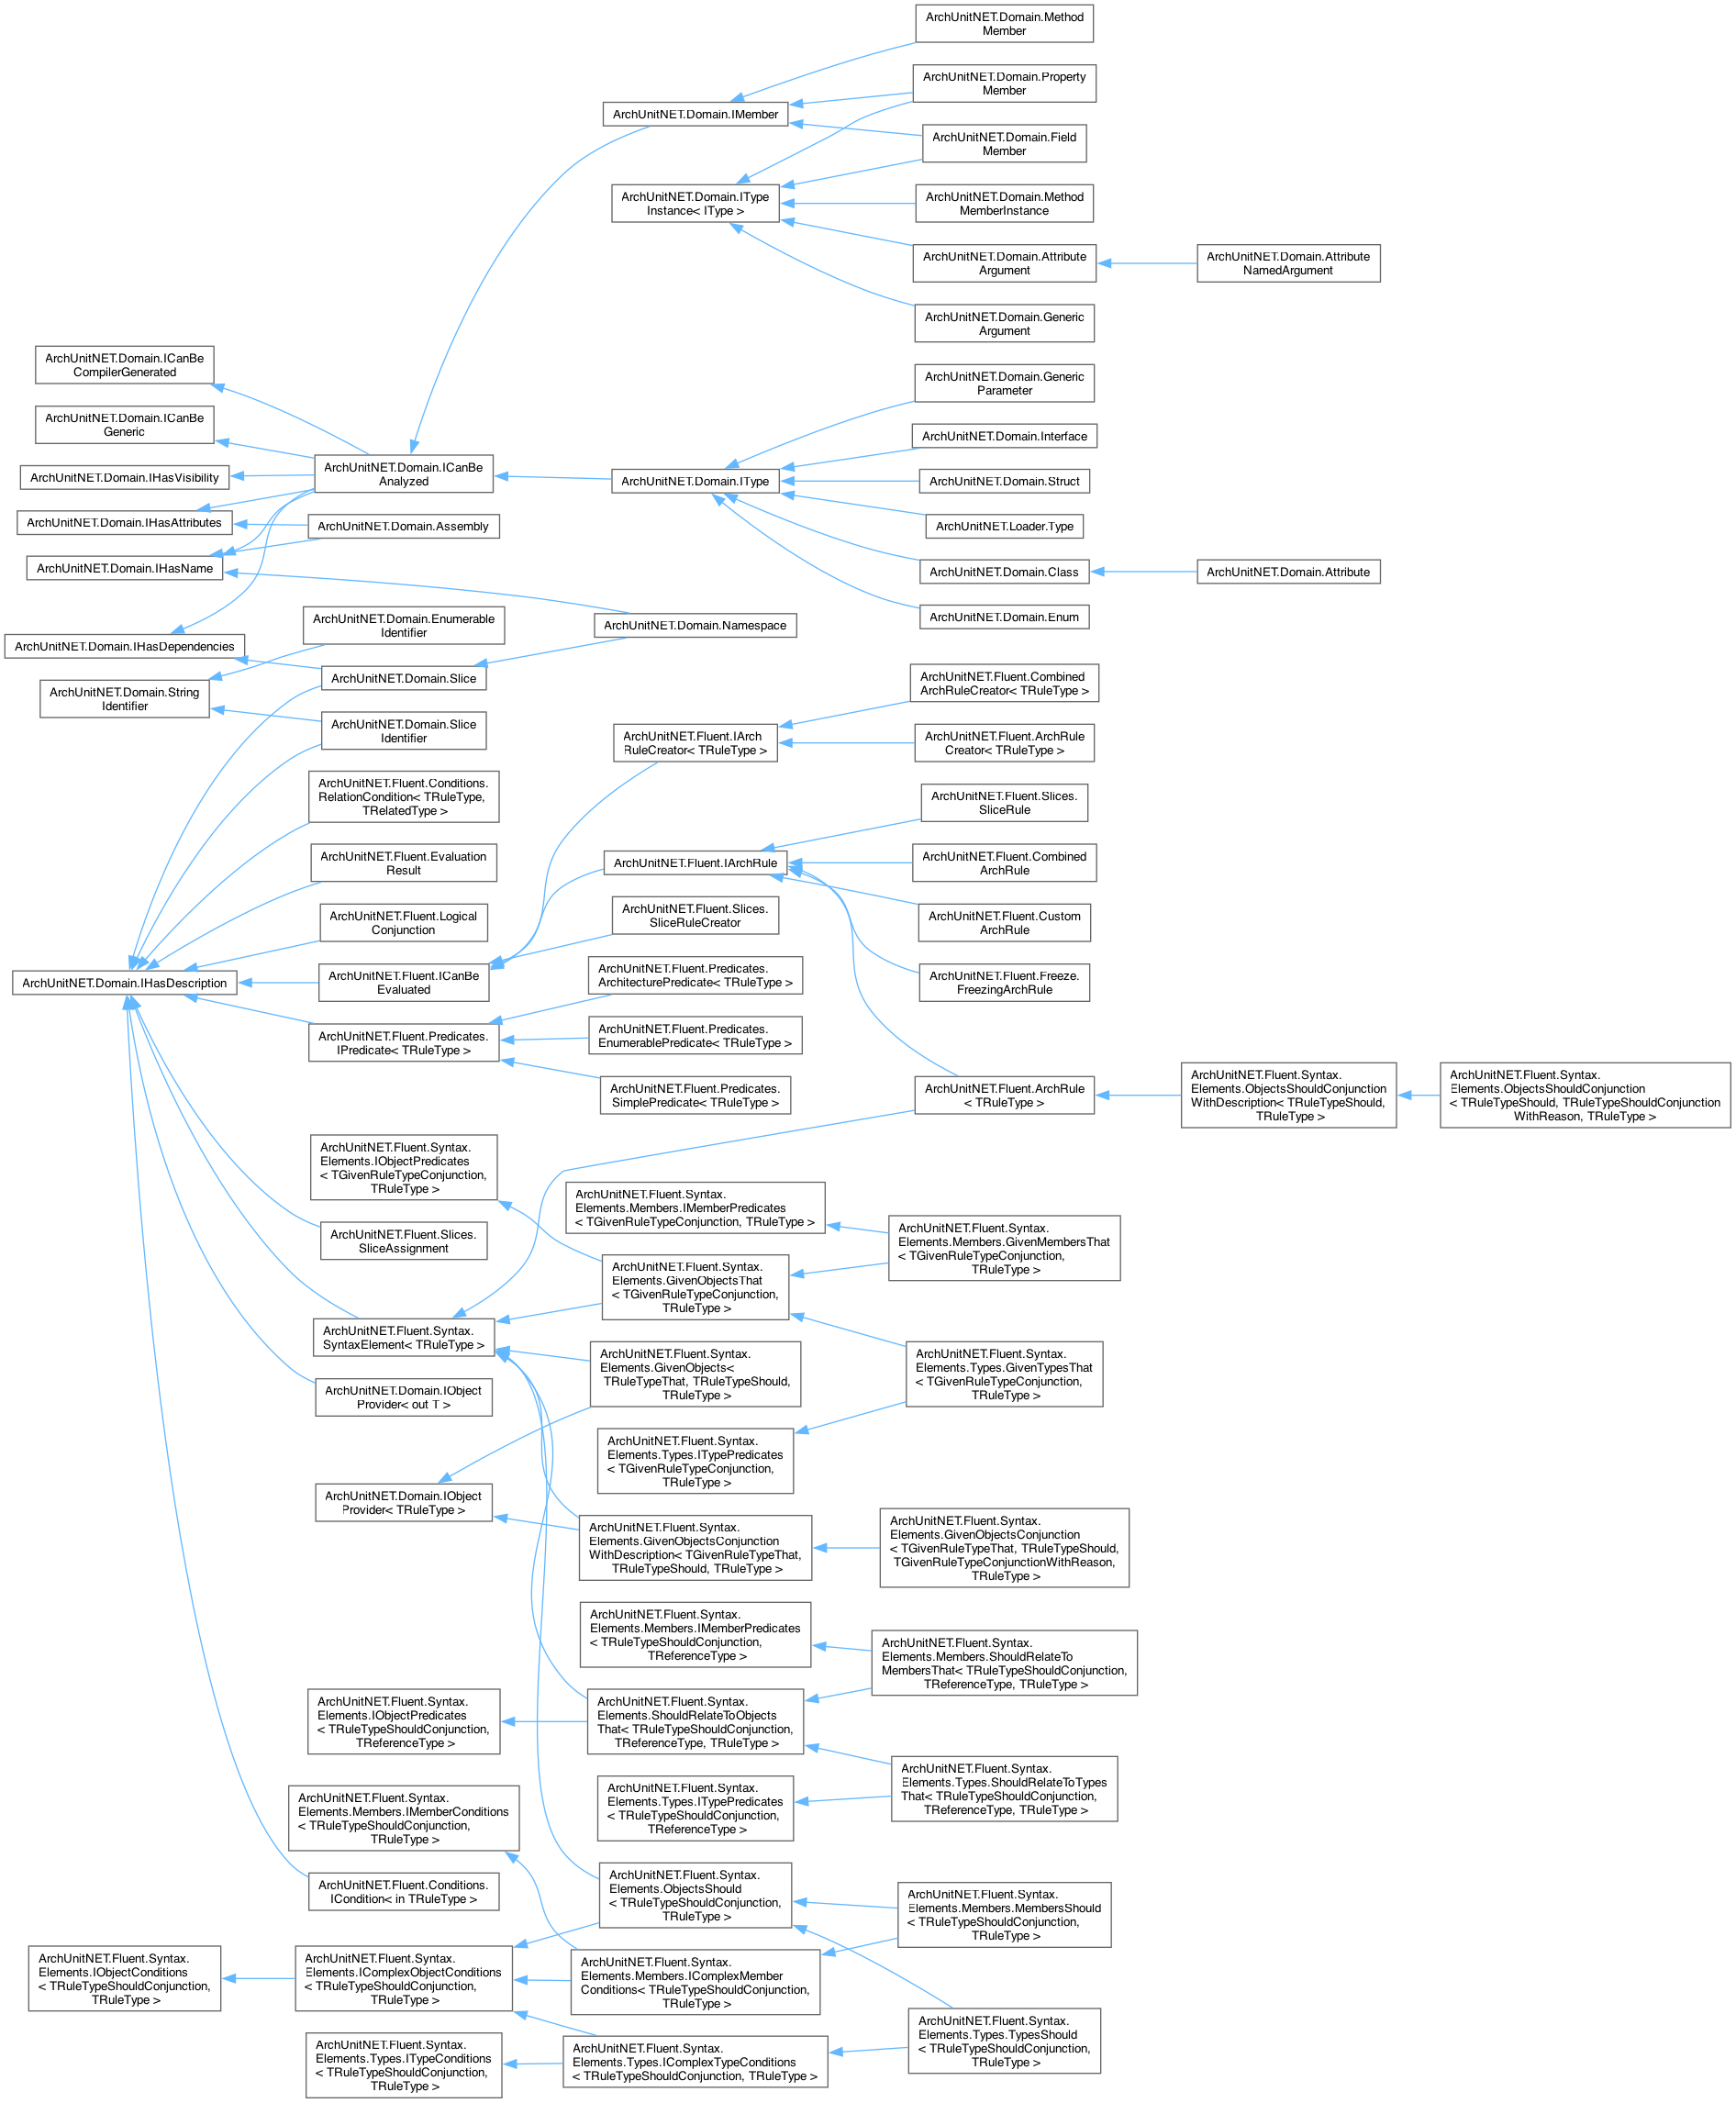 ArchUnitNET.Domain.Method
Member
ArchUnitNET.Domain.Property
Member
ArchUnitNET.Domain.IMember
ArchUnitNET.Domain.Field
Member
ArchUnitNET.Domain.IType
Instance< IType >
ArchUnitNET.Domain.Method
MemberInstance
ArchUnitNET.Domain.Attribute
Argument
ArchUnitNET.Domain.Attribute
NamedArgument
ArchUnitNET.Domain.Generic
Argument
ArchUnitNET.Domain.ICanBe
CompilerGenerated
ArchUnitNET.Domain.Generic
Parameter
ArchUnitNET.Domain.ICanBe
Generic
ArchUnitNET.Domain.Interface
ArchUnitNET.Domain.IHasVisibility
ArchUnitNET.Domain.ICanBe
Analyzed
ArchUnitNET.Domain.IType
ArchUnitNET.Domain.Struct
ArchUnitNET.Domain.IHasAttributes
ArchUnitNET.Domain.Assembly
ArchUnitNET.Loader.Type
ArchUnitNET.Domain.IHasName
ArchUnitNET.Domain.Class
ArchUnitNET.Domain.Attribute
ArchUnitNET.Domain.Enumerable
Identifier
ArchUnitNET.Domain.Namespace
ArchUnitNET.Domain.Enum
ArchUnitNET.Domain.IHasDependencies
ArchUnitNET.Domain.Slice
ArchUnitNET.Domain.String
Identifier
ArchUnitNET.Fluent.Combined
ArchRuleCreator< TRuleType >
ArchUnitNET.Domain.Slice
Identifier
ArchUnitNET.Fluent.IArch
RuleCreator< TRuleType >
ArchUnitNET.Fluent.ArchRule
Creator< TRuleType >
ArchUnitNET.Fluent.Conditions.
RelationCondition< TRuleType,
TRelatedType >
ArchUnitNET.Fluent.Slices.
SliceRule
ArchUnitNET.Fluent.Evaluation
Result
ArchUnitNET.Fluent.IArchRule
ArchUnitNET.Fluent.Combined
ArchRule
ArchUnitNET.Fluent.Logical
Conjunction
ArchUnitNET.Fluent.Slices.
SliceRuleCreator
ArchUnitNET.Fluent.Custom
ArchRule
ArchUnitNET.Domain.IHasDescription
ArchUnitNET.Fluent.ICanBe
Evaluated
ArchUnitNET.Fluent.Predicates.
ArchitecturePredicate< TRuleType >
ArchUnitNET.Fluent.Freeze.
FreezingArchRule
ArchUnitNET.Fluent.Predicates.
IPredicate< TRuleType >
ArchUnitNET.Fluent.Predicates.
EnumerablePredicate< TRuleType >
ArchUnitNET.Fluent.Predicates.
SimplePredicate< TRuleType >
ArchUnitNET.Fluent.ArchRule
< TRuleType >
ArchUnitNET.Fluent.Syntax.
Elements.ObjectsShouldConjunction
WithDescription< TRuleTypeShould,
TRuleType >
ArchUnitNET.Fluent.Syntax.
Elements.ObjectsShouldConjunction
< TRuleTypeShould, TRuleTypeShouldConjunction
WithReason, TRuleType >
ArchUnitNET.Fluent.Syntax.
Elements.IObjectPredicates
< TGivenRuleTypeConjunction,
TRuleType >
ArchUnitNET.Fluent.Syntax.
Elements.Members.IMemberPredicates
< TGivenRuleTypeConjunction, TRuleType >
ArchUnitNET.Fluent.Slices.
SliceAssignment
ArchUnitNET.Fluent.Syntax.
Elements.Members.GivenMembersThat
< TGivenRuleTypeConjunction,
TRuleType >
ArchUnitNET.Fluent.Syntax.
Elements.GivenObjectsThat
< TGivenRuleTypeConjunction,
TRuleType >
ArchUnitNET.Fluent.Syntax.
SyntaxElement< TRuleType >
ArchUnitNET.Fluent.Syntax.
Elements.GivenObjects<
TRuleTypeThat, TRuleTypeShould,
TRuleType >
ArchUnitNET.Fluent.Syntax.
Elements.Types.GivenTypesThat
< TGivenRuleTypeConjunction,
TRuleType >
ArchUnitNET.Domain.IObject
Provider< out T >
ArchUnitNET.Fluent.Syntax.
Elements.Types.ITypePredicates
< TGivenRuleTypeConjunction,
TRuleType >
ArchUnitNET.Domain.IObject
Provider< TRuleType >
ArchUnitNET.Fluent.Syntax.
Elements.GivenObjectsConjunction
WithDescription< TGivenRuleTypeThat,
TRuleTypeShould, TRuleType >
ArchUnitNET.Fluent.Syntax.
Elements.GivenObjectsConjunction
< TGivenRuleTypeThat, TRuleTypeShould,
TGivenRuleTypeConjunctionWithReason,
TRuleType >
ArchUnitNET.Fluent.Syntax.
Elements.Members.IMemberPredicates
< TRuleTypeShouldConjunction,
TReferenceType >
ArchUnitNET.Fluent.Syntax.
Elements.Members.ShouldRelateTo
MembersThat< TRuleTypeShouldConjunction,
TReferenceType, TRuleType >
ArchUnitNET.Fluent.Syntax.
Elements.IObjectPredicates
< TRuleTypeShouldConjunction,
TReferenceType >
ArchUnitNET.Fluent.Syntax.
Elements.ShouldRelateToObjects
That< TRuleTypeShouldConjunction,
TReferenceType, TRuleType >
ArchUnitNET.Fluent.Syntax.
Elements.Types.ShouldRelateToTypes
That< TRuleTypeShouldConjunction,
TReferenceType, TRuleType >
ArchUnitNET.Fluent.Syntax.
Elements.Types.ITypePredicates
< TRuleTypeShouldConjunction,
TReferenceType >
ArchUnitNET.Fluent.Syntax.
Elements.Members.IMemberConditions
< TRuleTypeShouldConjunction,
TRuleType >
ArchUnitNET.Fluent.Conditions.
ICondition< in TRuleType >
ArchUnitNET.Fluent.Syntax.
Elements.ObjectsShould
< TRuleTypeShouldConjunction,
TRuleType >
ArchUnitNET.Fluent.Syntax.
Elements.Members.MembersShould
< TRuleTypeShouldConjunction,
TRuleType >
ArchUnitNET.Fluent.Syntax.
Elements.IObjectConditions
< TRuleTypeShouldConjunction,
TRuleType >
ArchUnitNET.Fluent.Syntax.
Elements.IComplexObjectConditions
< TRuleTypeShouldConjunction,
TRuleType >
ArchUnitNET.Fluent.Syntax.
Elements.Members.IComplexMember
Conditions< TRuleTypeShouldConjunction,
TRuleType >
ArchUnitNET.Fluent.Syntax.
Elements.Types.TypesShould
< TRuleTypeShouldConjunction,
TRuleType >
ArchUnitNET.Fluent.Syntax.
Elements.Types.ITypeConditions
< TRuleTypeShouldConjunction,
TRuleType >
ArchUnitNET.Fluent.Syntax.
Elements.Types.IComplexTypeConditions
< TRuleTypeShouldConjunction, TRuleType >